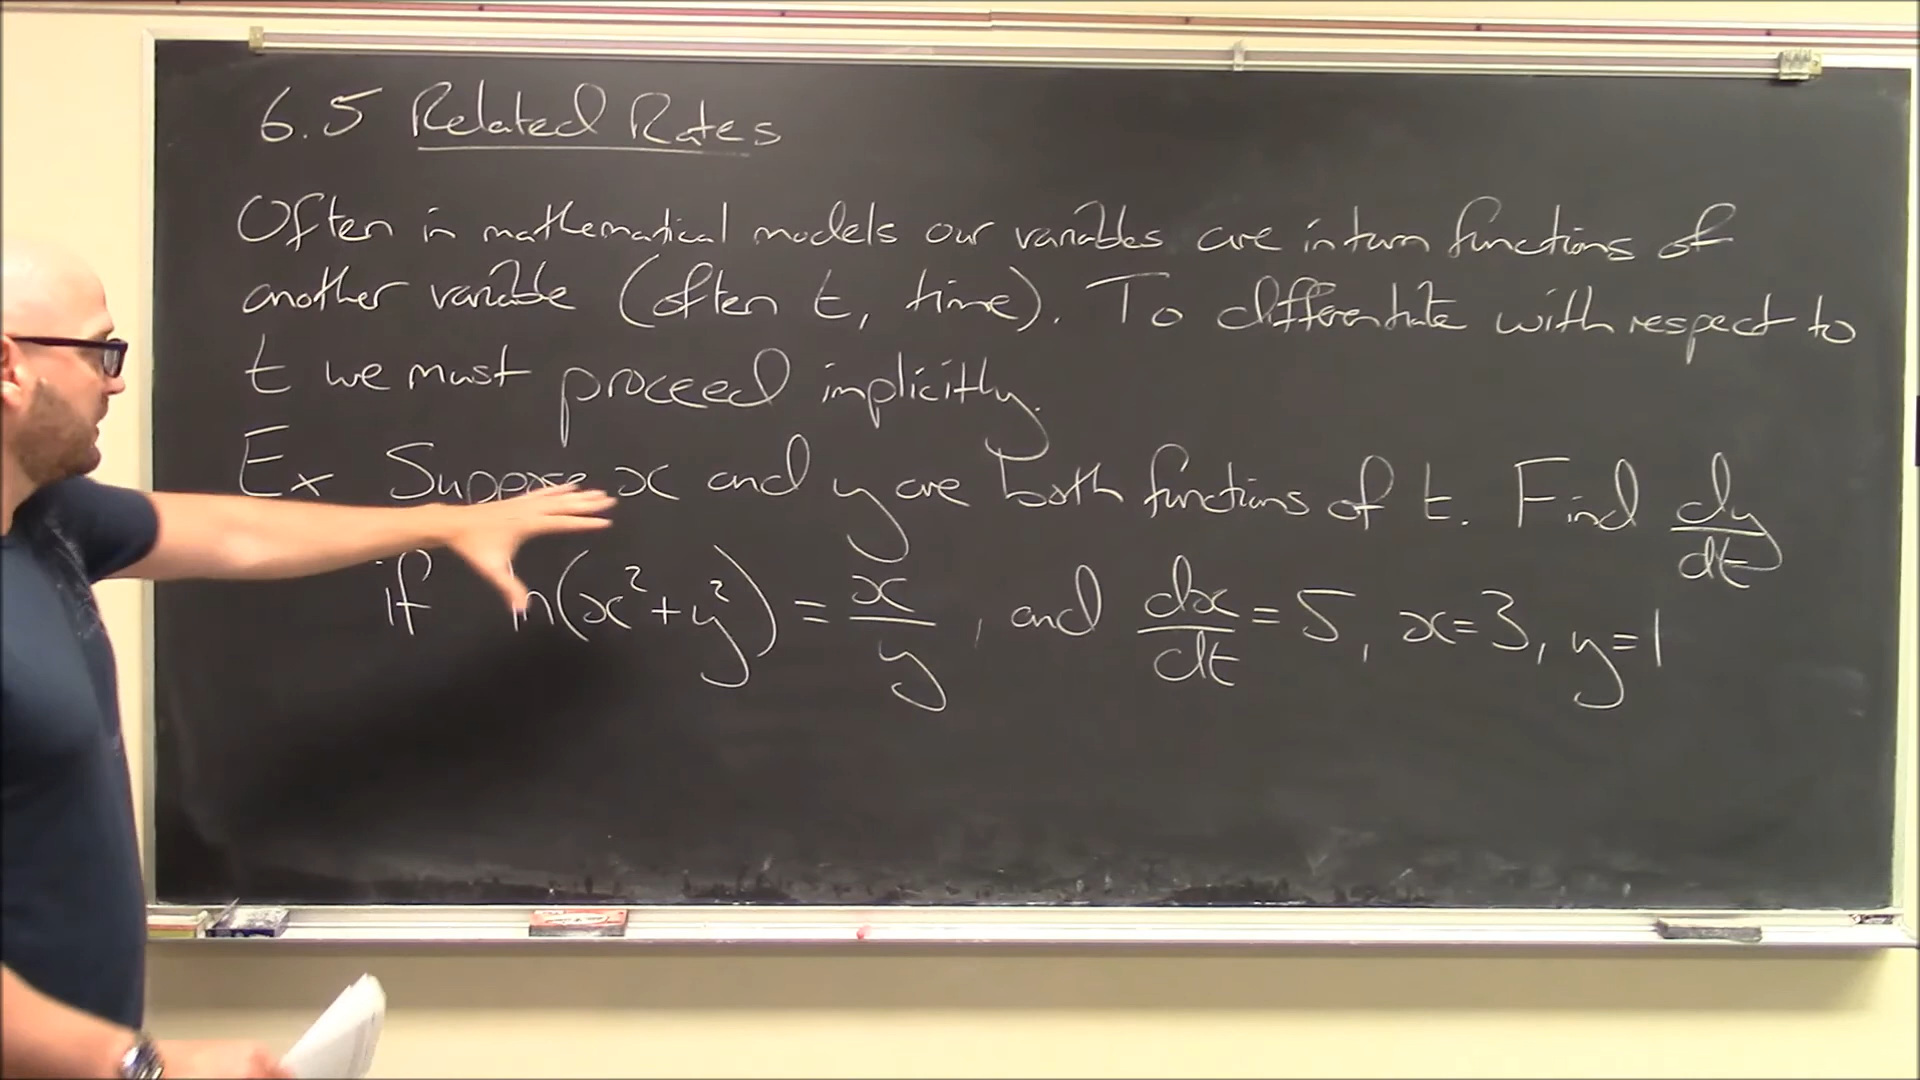 6.5 Related Rates
Often in mathematical models our variables are in turn functions of
another variable (often t, time). To differentiate with respect to
t we must proceed implicitly.
Ex Suppose x and y are both functions of t. Find dy/dt
if ln(x²+y²) = x/y, and dx/dt = 5, x=3, y=1